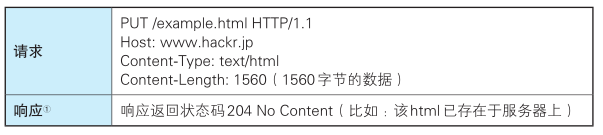 请求
PUT /example.html HTTP/1.1
Host: www.hackr.jp
Content-Type: text/html
Content-Length: 1560（1560字节的数据）
响应①
响应返回状态码204 No Content（比如：该html已存在于服务器上）